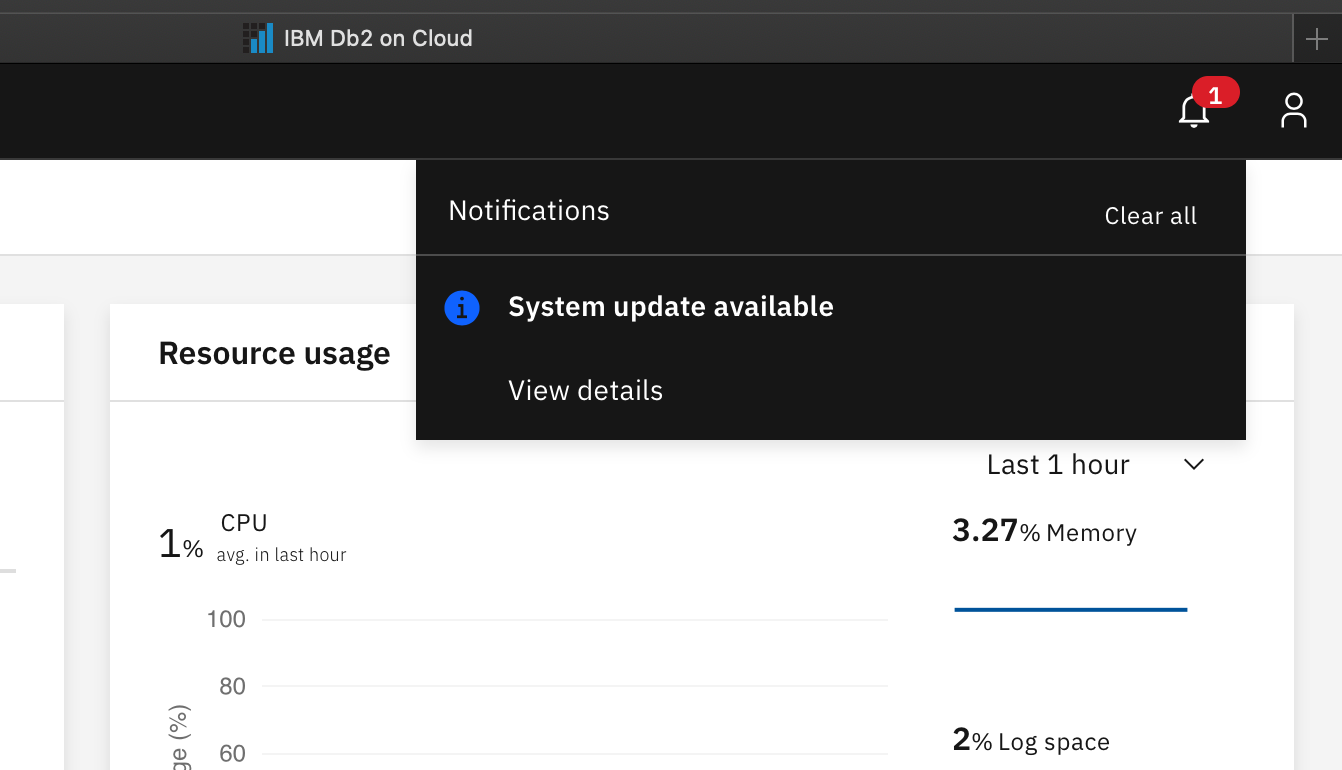 IBM Db2 on Cloud
1
Notifications
Clear all
i
System update available
View details
Resource usage
Last 1 hour
1% CPU
avg. in last hour
3.27% Memory
100
80
60
ge (%)
2% Log space